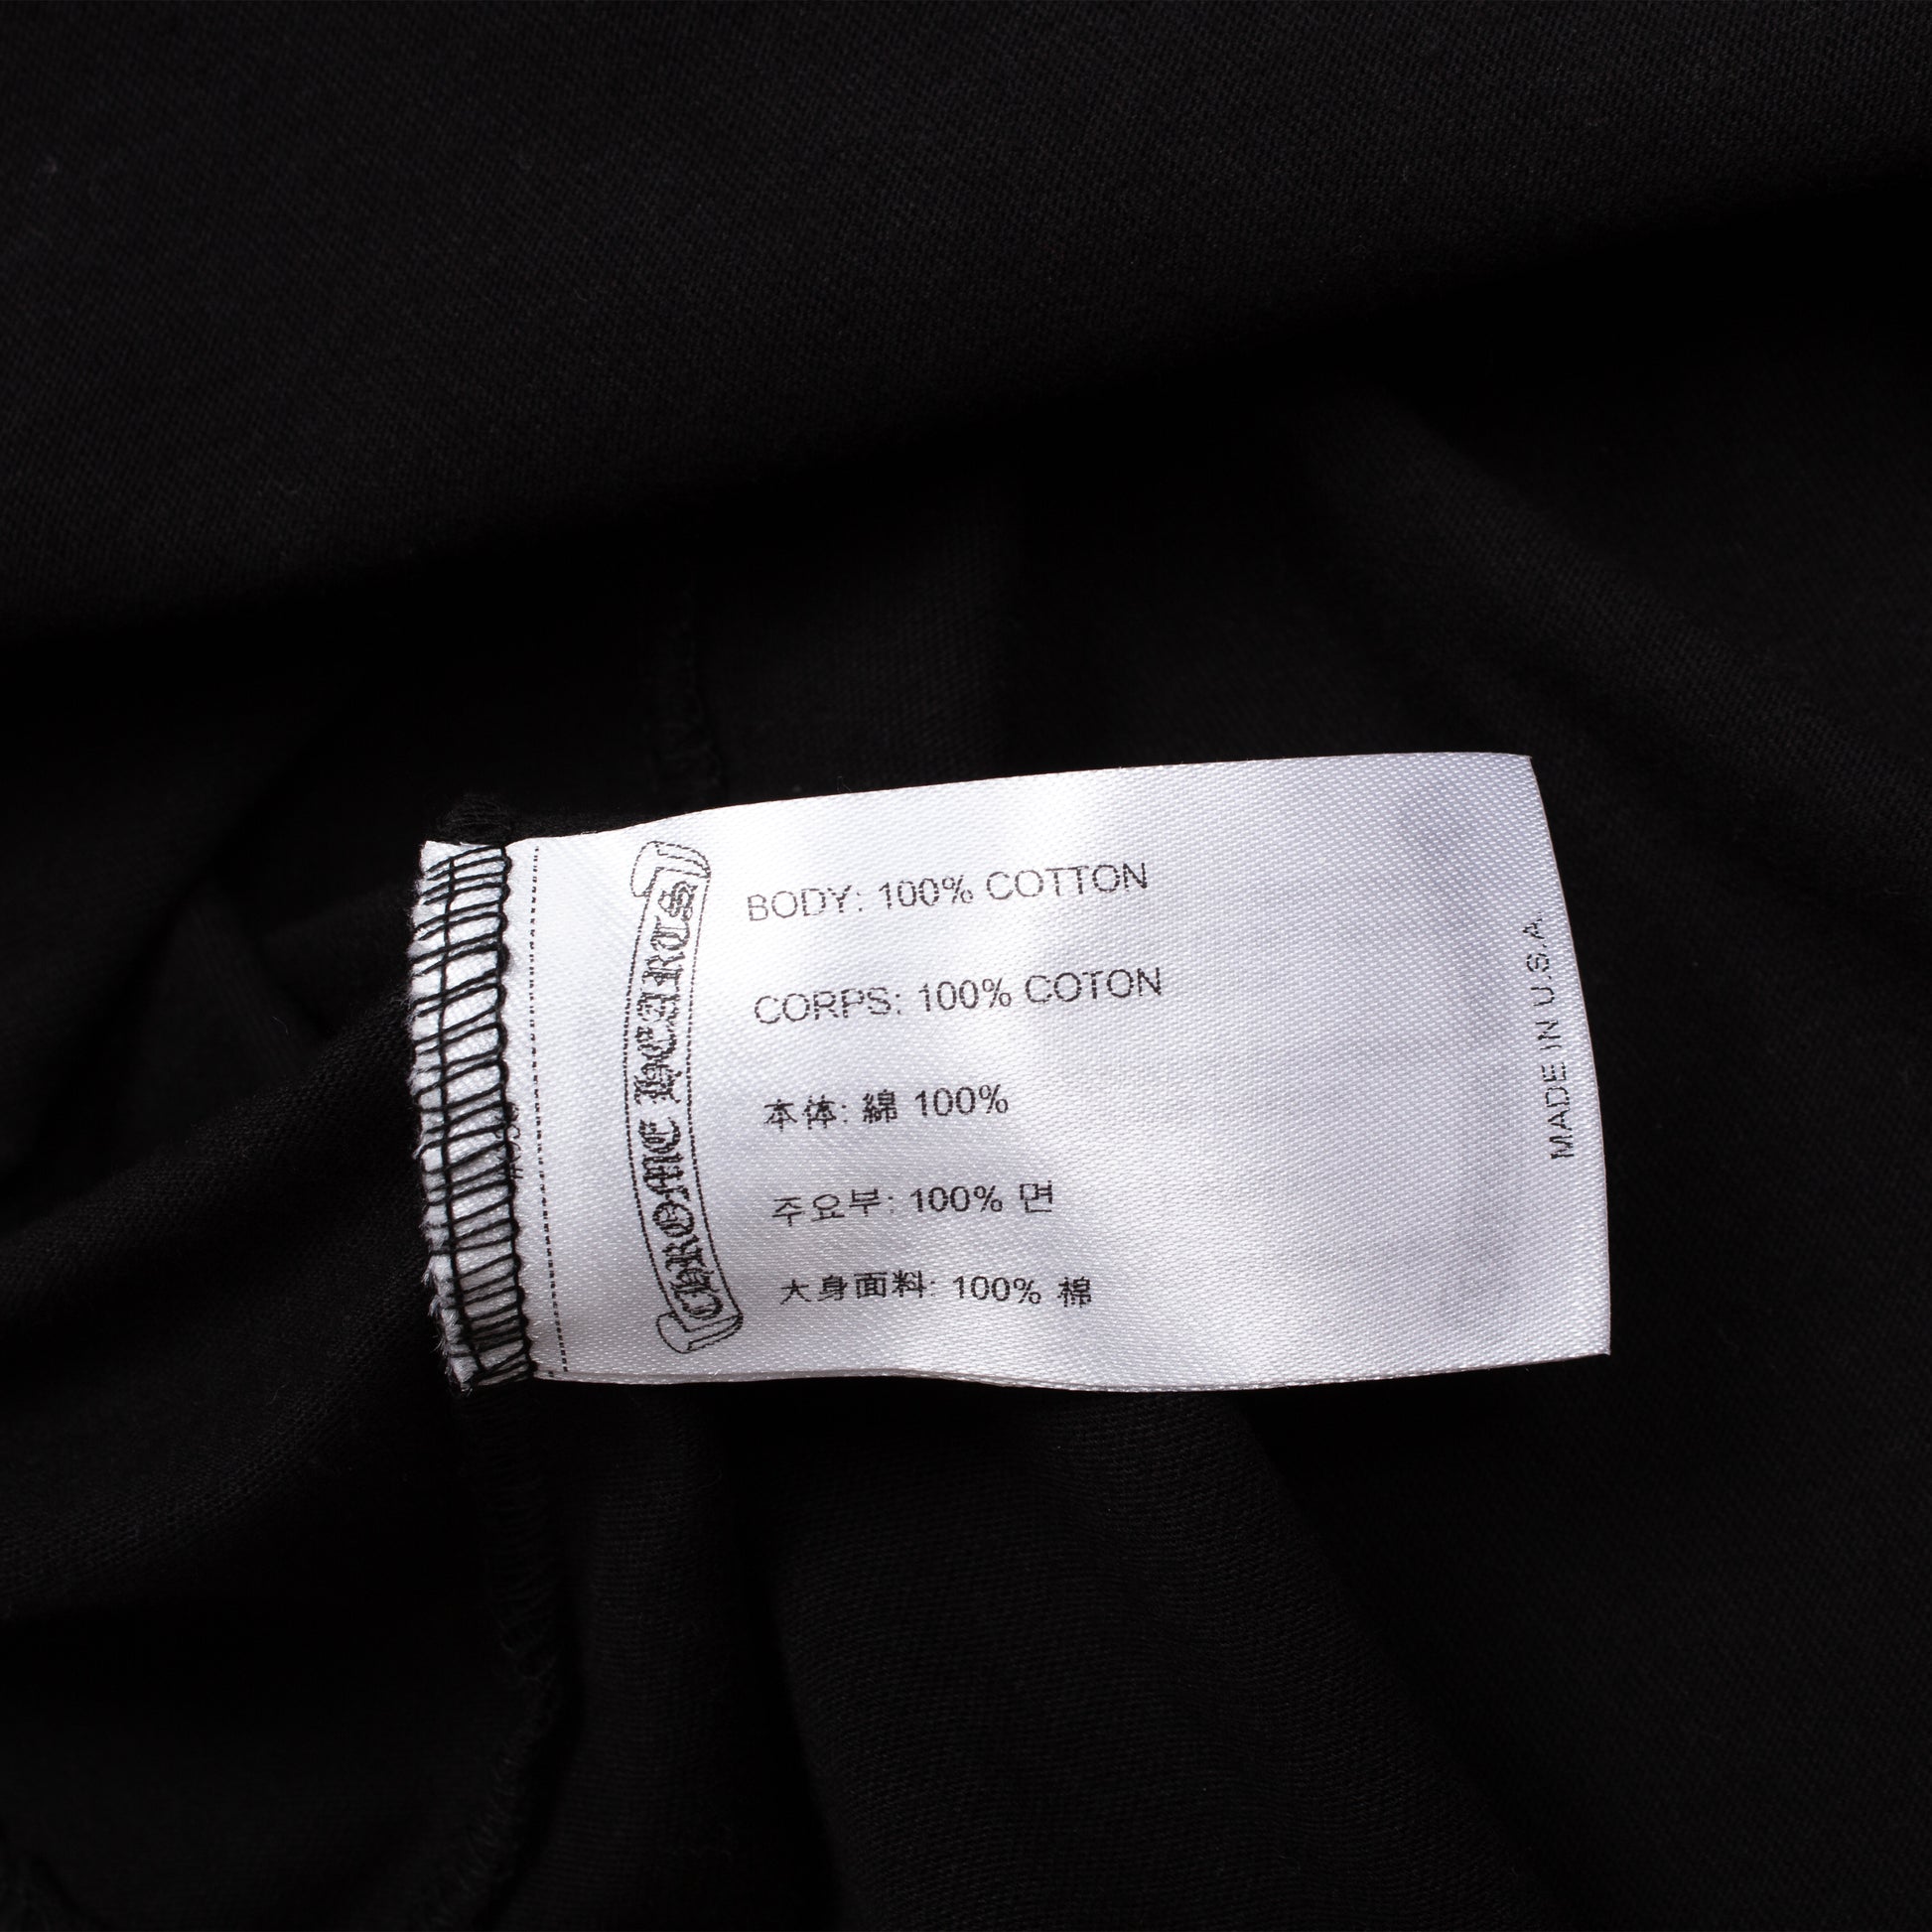 CHROME HEARTS
BODY: 100% COTTON
CORPS: 100% COTON
本体: 綿 100%
주요부: 100% 면
大身面料: 100% 棉
MADE IN U.S.A